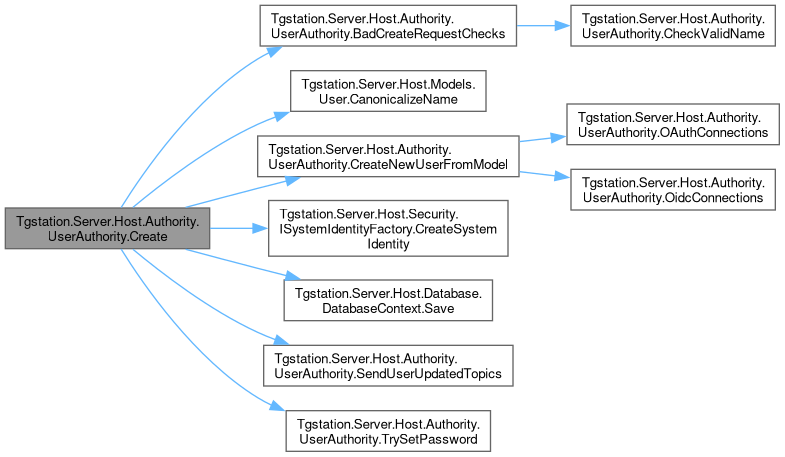 Tgstation.Server.Host.Authority.
UserAuthority.Create
Tgstation.Server.Host.Authority.
UserAuthority.BadCreateRequestChecks
Tgstation.Server.Host.Authority.
UserAuthority.CheckValidName
Tgstation.Server.Host.Models.
User.CanonicalizeName
Tgstation.Server.Host.Authority.
UserAuthority.CreateNewUserFromModel
Tgstation.Server.Host.Authority.
UserAuthority.OAuthConnections
Tgstation.Server.Host.Authority.
UserAuthority.OidcConnections
Tgstation.Server.Host.Security.
ISystemIdentityFactory.CreateSystem
Identity
Tgstation.Server.Host.Database.
DatabaseContext.Save
Tgstation.Server.Host.Authority.
UserAuthority.SendUserUpdatedTopics
Tgstation.Server.Host.Authority.
UserAuthority.TrySetPassword